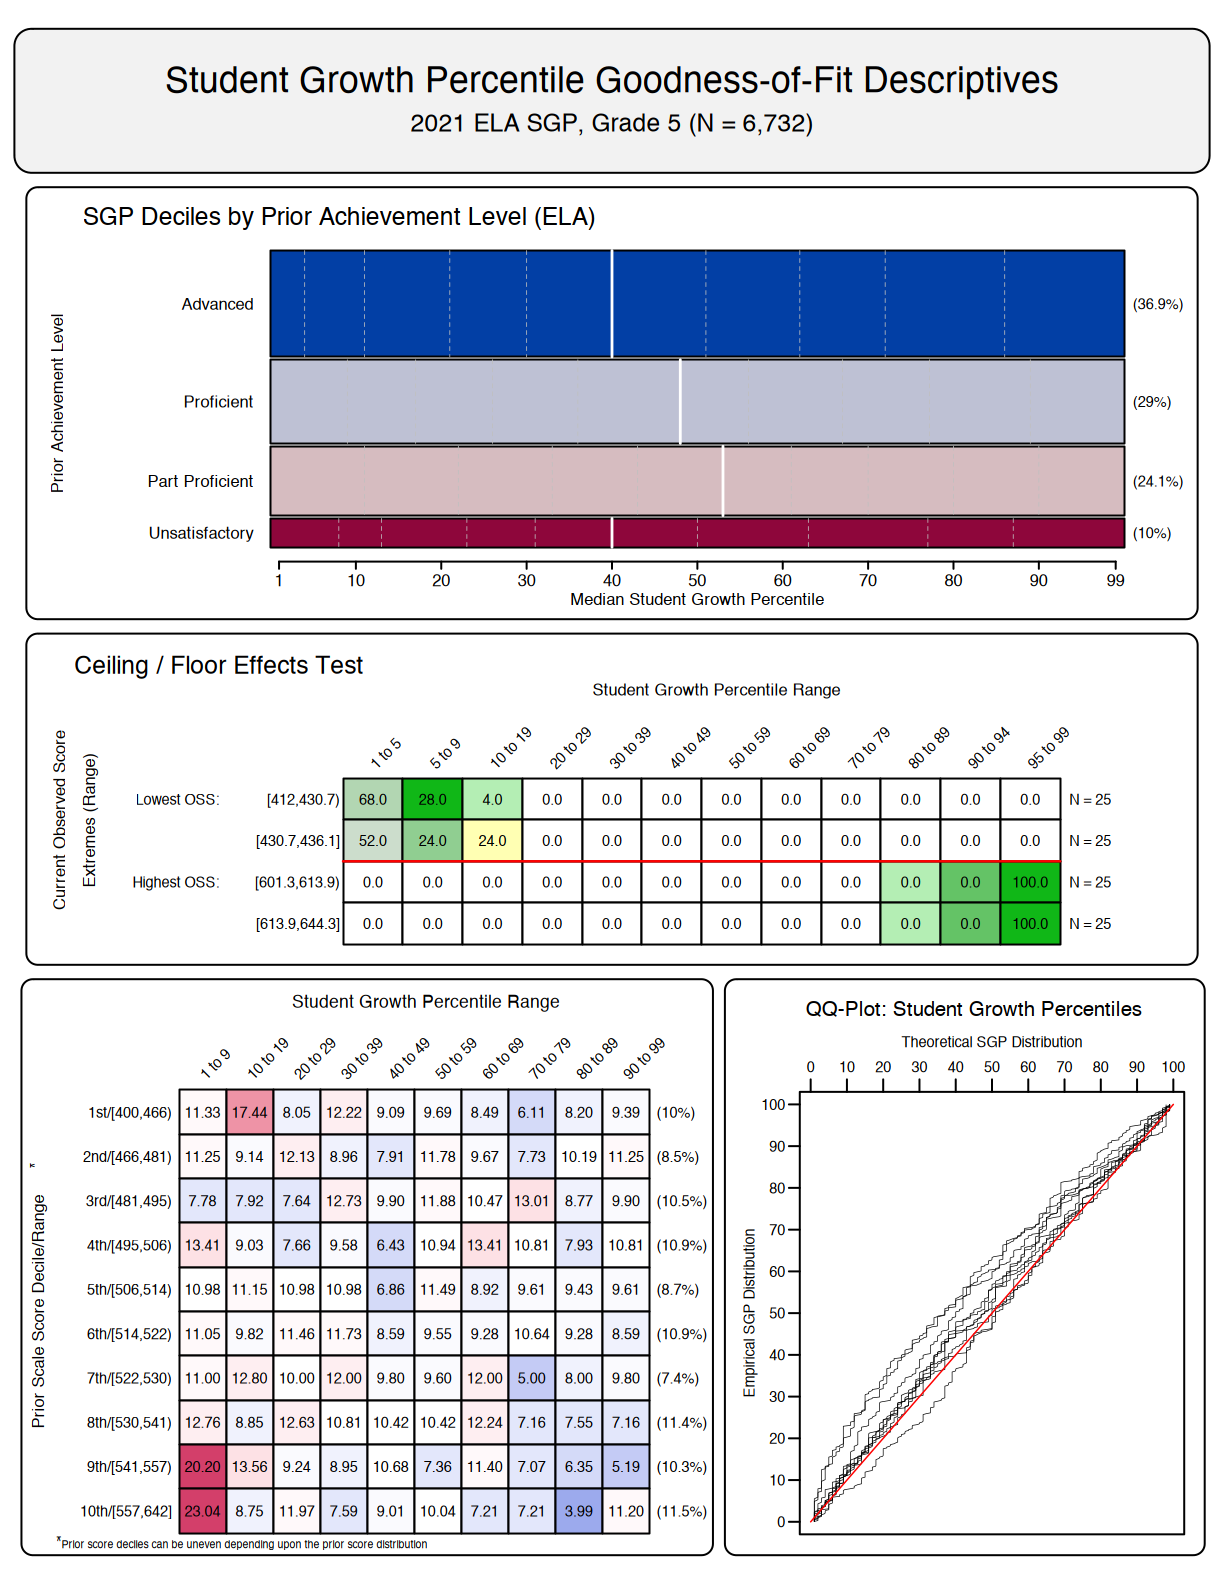 Student Growth Percentile Goodness-of-Fit Descriptives
2021 ELA SGP, Grade 5 (N = 6,732)
SGP Deciles by Prior Achievement Level (ELA)
Prior Achievement Level
Advanced (36.9%)
Proficient (29%)
Part Proficient (24.1%)
Unsatisfactory (10%)
1 10 20 30 40 50 60 70 80 90 99
Median Student Growth Percentile
Ceiling / Floor Effects Test
Student Growth Percentile Range
1 to 5 5 to 9 10 to 19 20 to 29 30 to 39 40 to 49 50 to 59 60 to 69 70 to 79 80 to 89 90 to 94 95 to 99
Current Observed Score
Extremes (Range)
Lowest OSS: [412,430.7) 68.0 28.0 4.0 0.0 0.0 0.0 0.0 0.0 0.0 0.0 0.0 0.0 N = 25
[430.7,436.1] 52.0 24.0 24.0 0.0 0.0 0.0 0.0 0.0 0.0 0.0 0.0 0.0 N = 25
Highest OSS: [601.3,613.9) 0.0 0.0 0.0 0.0 0.0 0.0 0.0 0.0 0.0 0.0 0.0 100.0 N = 25
[613.9,644.3] 0.0 0.0 0.0 0.0 0.0 0.0 0.0 0.0 0.0 0.0 0.0 100.0 N = 25
Student Growth Percentile Range
1 to 9 10 to 19 20 to 29 30 to 39 40 to 49 50 to 59 60 to 69 70 to 79 80 to 89 90 to 99
Prior Scale Score Decile/Range *
1st/[400,466) 11.33 17.44 8.05 12.22 9.09 9.69 8.49 6.11 8.20 9.39 (10%)
2nd/[466,481) 11.25 9.14 12.13 8.96 7.91 11.78 9.67 7.73 10.19 11.25 (8.5%)
3rd/[481,495) 7.78 7.92 7.64 12.73 9.90 11.88 10.47 13.01 8.77 9.90 (10.5%)
4th/[495,506) 13.41 9.03 7.66 9.58 6.43 10.94 13.41 10.81 7.93 10.81 (10.9%)
5th/[506,514) 10.98 11.15 10.98 10.98 6.86 11.49 8.92 9.61 9.43 9.61 (8.7%)
6th/[514,522) 11.05 9.82 11.46 11.73 8.59 9.55 9.28 10.64 9.28 8.59 (10.9%)
7th/[522,530) 11.00 12.80 10.00 12.00 9.80 9.60 12.00 5.00 8.00 9.80 (7.4%)
8th/[530,541) 12.76 8.85 12.63 10.81 10.42 10.42 12.24 7.16 7.55 7.16 (11.4%)
9th/[541,557) 20.20 13.56 9.24 8.95 10.68 7.36 11.40 7.07 6.35 5.19 (10.3%)
10th/[557,642] 23.04 8.75 11.97 7.59 9.01 10.04 7.21 7.21 3.99 11.20 (11.5%)
*Prior score deciles can be uneven depending upon the prior score distribution
QQ-Plot: Student Growth Percentiles
Theoretical SGP Distribution
0 10 20 30 40 50 60 70 80 90 100
Empirical SGP Distribution
100
90
80
70
60
50
40
30
20
10
0